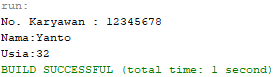 run:
No. Karyawan : 12345678
Nama:Yanto
Usia:32
BUILD SUCCESSFUL (total time: 1 second)